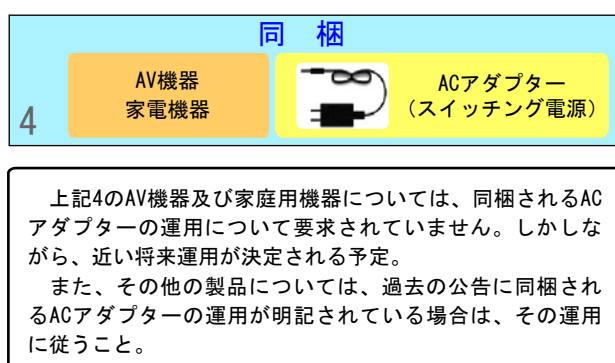 同 梱
AV機器
家電機器
ACアダプター
（スイッチング電源）
4
上記4のAV機器及び家庭用機器については、同梱されるAC
アダプターの運用について要求されていません。しかしな
がら、近い将来運用が決定される予定。
また、その他の製品については、過去の公告に同梱され
るACアダプターの運用が明記されている場合は、その運用
に従うこと。